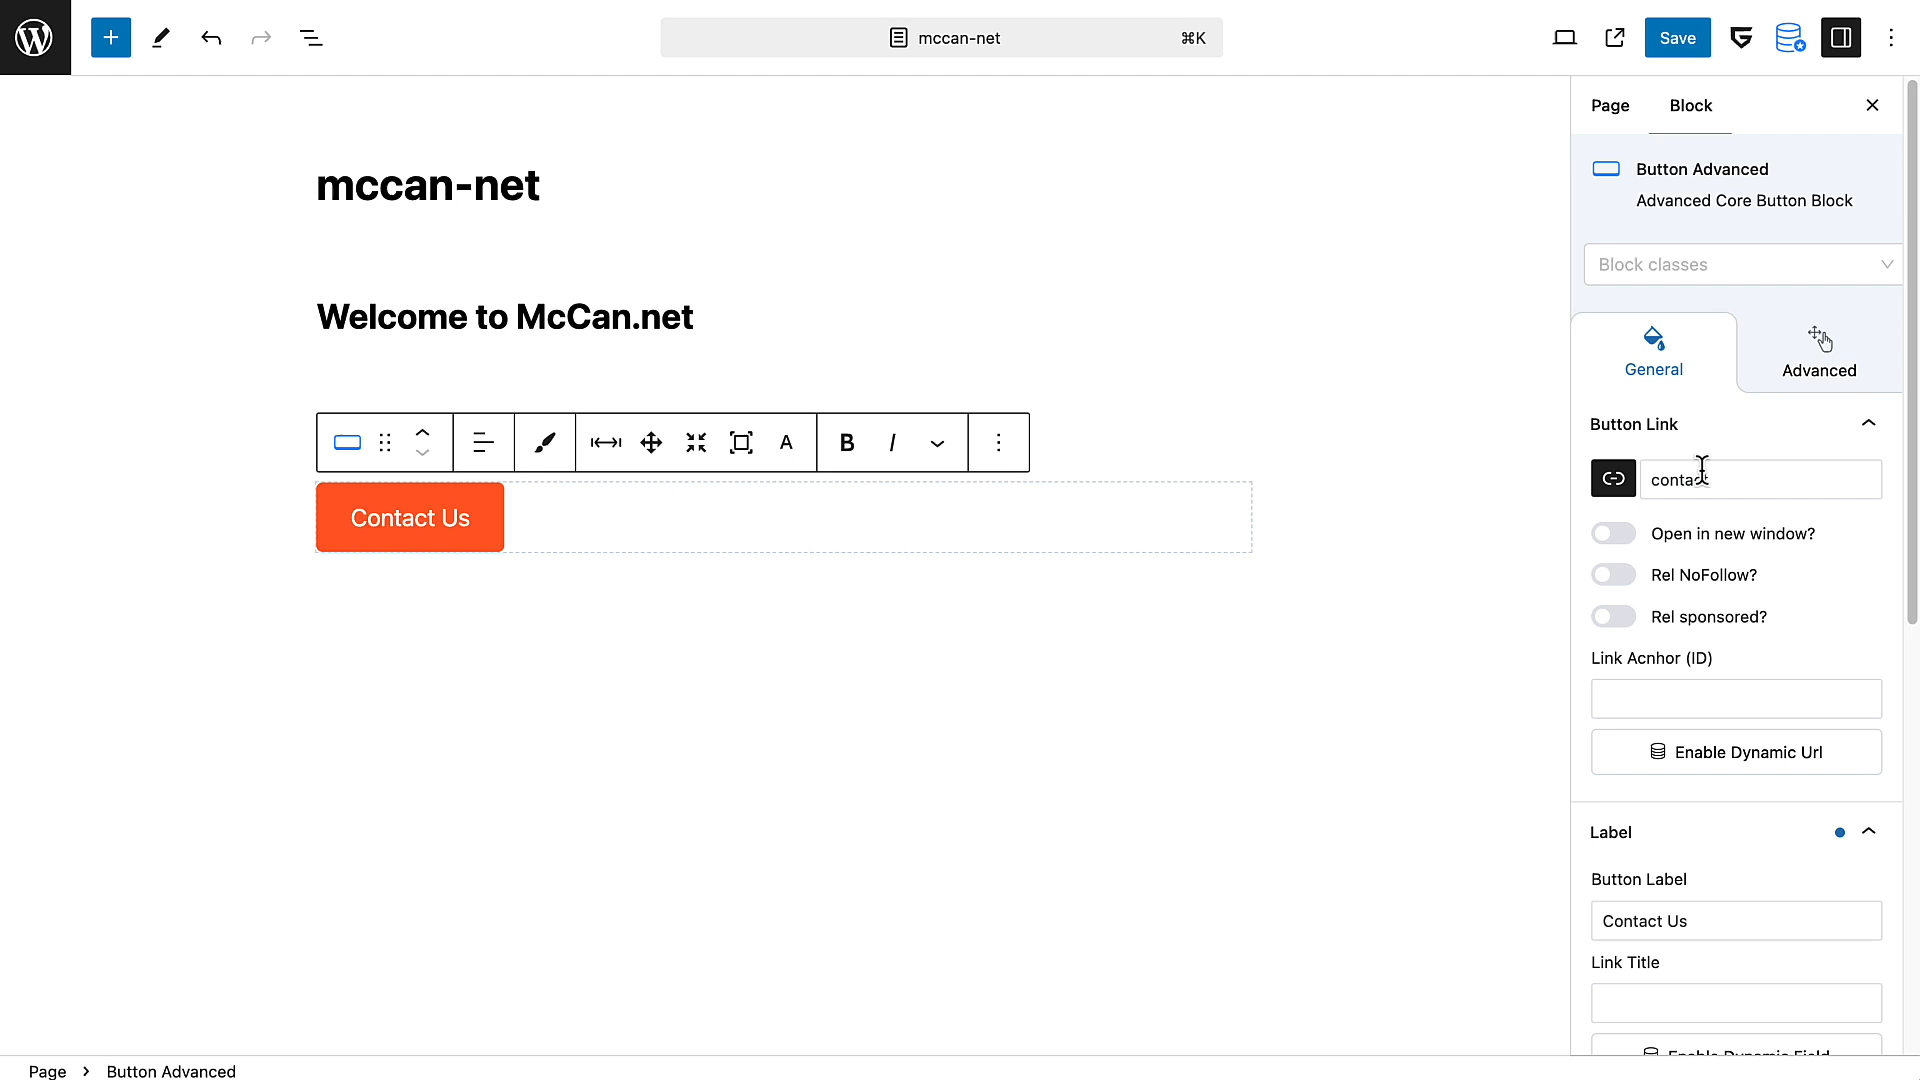 mccan-net ⌘K
Save
Page Block
mccan-net
Button Advanced
Advanced Core Button Block
Block classes
Welcome to McCan.net
General
Advanced
Button Link
A B I
Contact Us
Open in new window?
Rel NoFollow?
Rel sponsored?
Link Acnhor (ID)
Enable Dynamic Url
Label
Button Label
Contact Us
Link Title
Page > Button Advanced